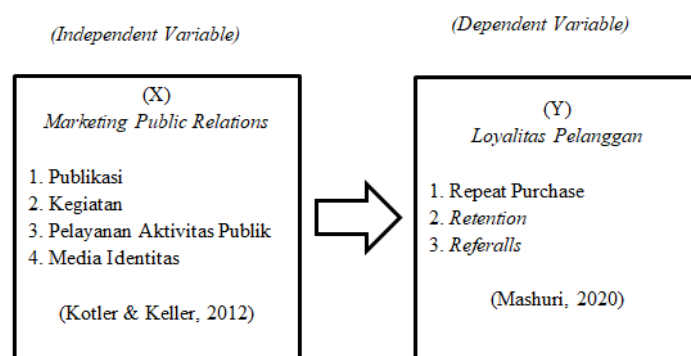 (Independent Variable)
(X)
Marketing Public Relations
1. Publikasi
2. Kegiatan
3. Pelayanan Aktivitas Publik
4. Media Identitas
(Kotler & Keller, 2012)
(Dependent Variable)
(Y)
Loyalitas Pelanggan
1. Repeat Purchase
2. Retention
3. Referalls
(Mashuri, 2020)